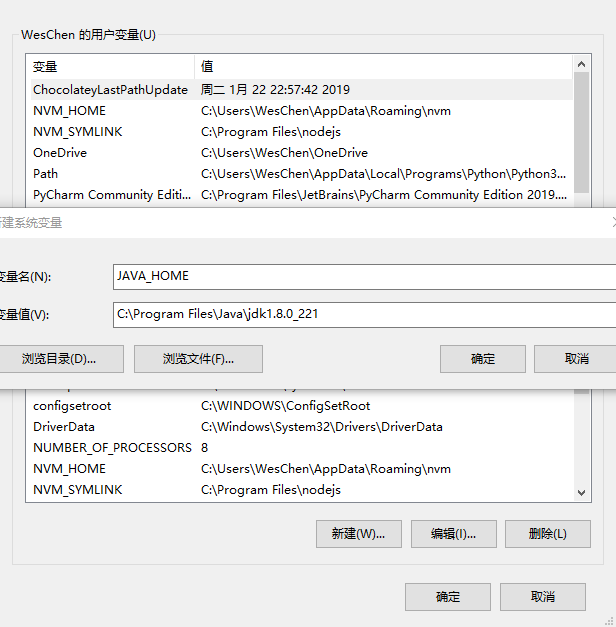 WesChen 的用户变量(U)
变量 值
ChocolateyLastPathUpdate 周二 1月 22 22:57:42 2019
NVM_HOME C:\Users\WesChen\AppData\Roaming\nvm
NVM_SYMLINK C:\Program Files\nodejs
OneDrive C:\Users\WesChen\OneDrive
Path C:\Users\WesChen\AppData\Local\Programs\Python\Python3...
PyCharm Community Editi... C:\Program Files\JetBrains\PyCharm Community Edition 2019....
新建系统变量
变量名(N): JAVA_HOME
变量值(V): C:\Program Files\Java\jdk1.8.0_221
浏览目录(D)... 浏览文件(F)... 确定 取消
configsetroot C:\WINDOWS\ConfigSetRoot
DriverData C:\Windows\System32\Drivers\DriverData
NUMBER_OF_PROCESSORS 8
NVM_HOME C:\Users\WesChen\AppData\Roaming\nvm
NVM_SYMLINK C:\Program Files\nodejs
新建(W)... 编辑(I)... 删除(L)
确定 取消